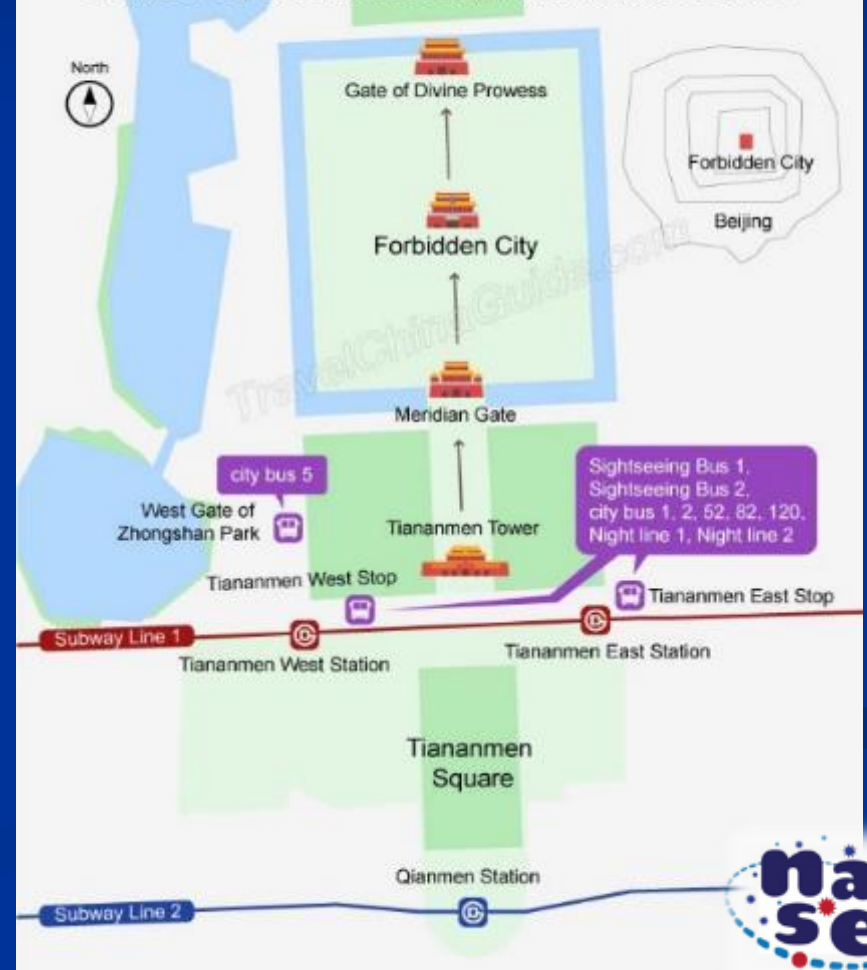 North
Gate of Divine Prowess
Forbidden City
Beijing
Forbidden City
TravelChinaGuide.com
Meridian Gate
city bus 5
Sightseeing Bus 1,
Sightseeing Bus 2,
city bus 1, 2, 52, 82, 120,
Night line 1, Night line 2
West Gate of
Zhongshan Park
Tiananmen Tower
Tiananmen West Stop
Tiananmen East Stop
Subway Line 1
Tiananmen West Station
Tiananmen East Station
Tiananmen
Square
Qianmen Station
Subway Line 2
na
se